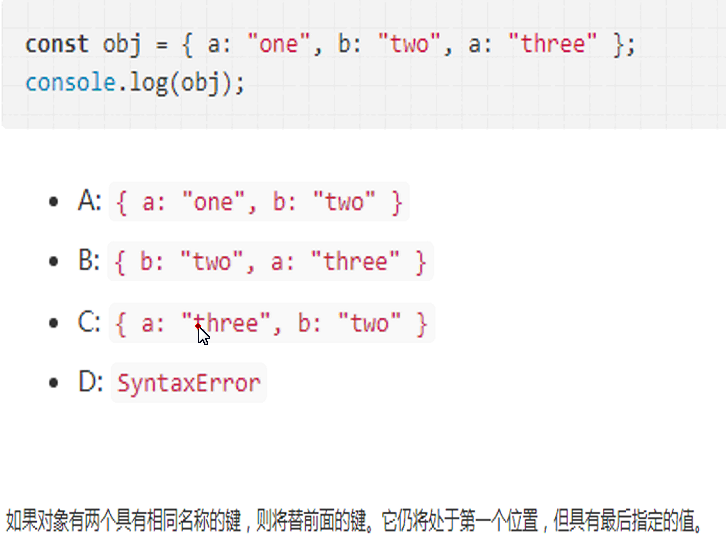 const obj = { a: "one", b: "two", a: "three" };
console.log(obj);
A: { a: "one", b: "two" }
B: { b: "two", a: "three" }
C: { a: "three", b: "two" }
D: SyntaxError
如果对象有两个具有相同名称的键，则将替前面的键。它仍将处于第一个位置，但具有最后指定的值。